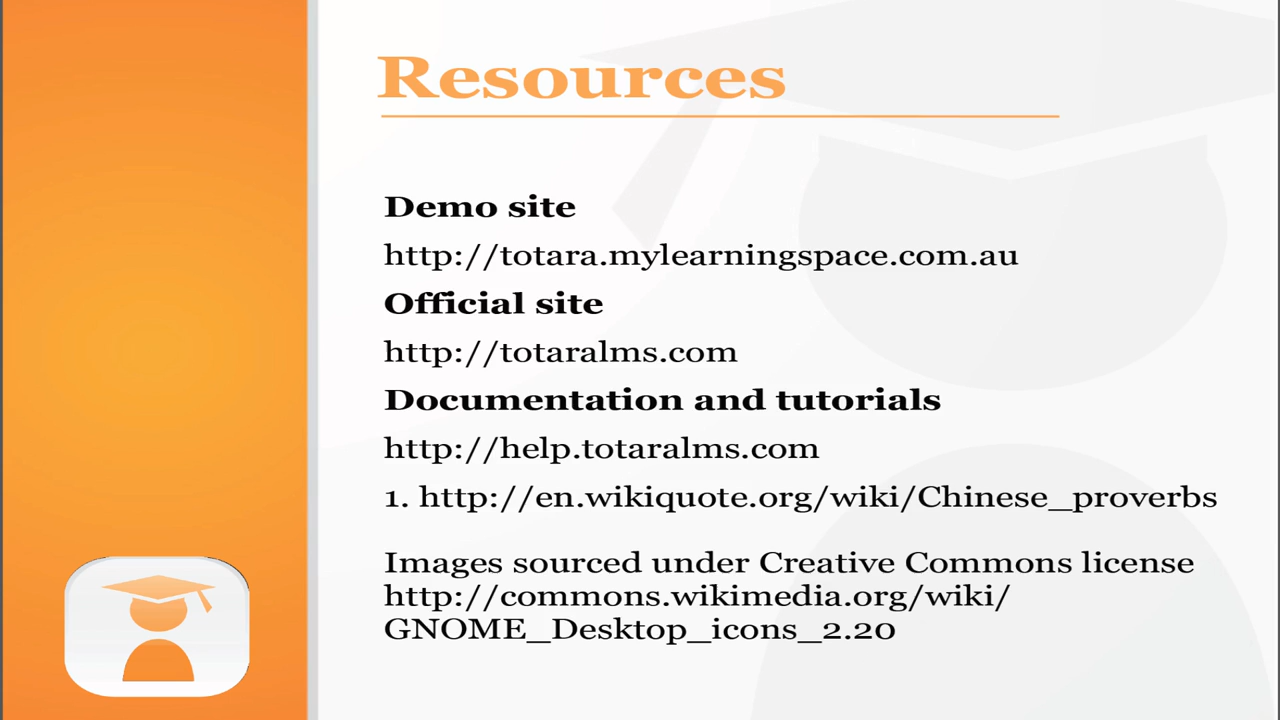 Resources
Demo site
http://totara.mylearningspace.com.au
Official site
http://totaralms.com
Documentation and tutorials
http://help.totaralms.com
1. http://en.wikiquote.org/wiki/Chinese_proverbs
Images sourced under Creative Commons license
http://commons.wikimedia.org/wiki/
GNOME_Desktop_icons_2.20